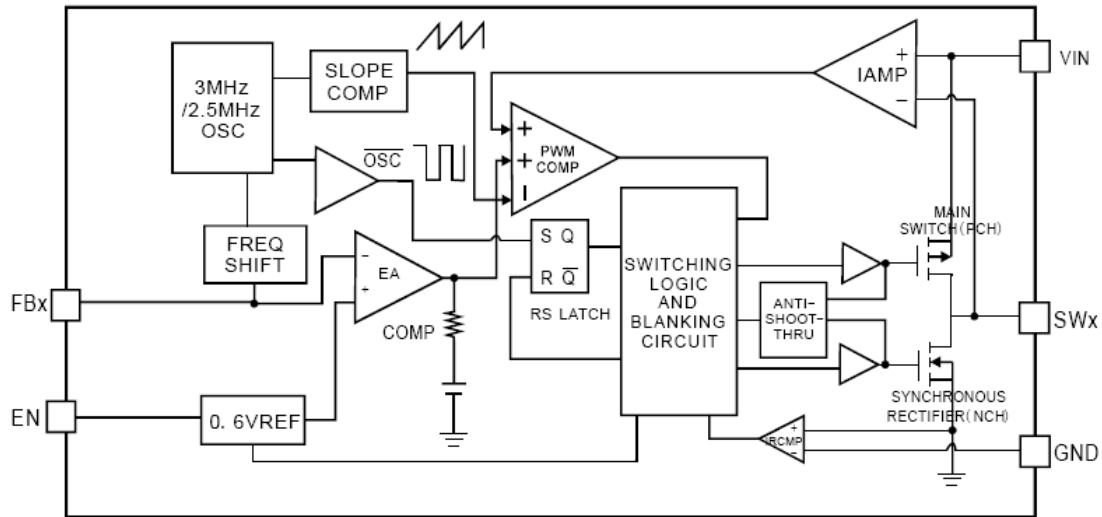 3MHz
/2.5MHz
OSC
SLOPE
COMP
+
IAMP
−
VIN
OSC
+
+
−
PWM
COMP
FREQ
SHIFT
−
EA
+
S Q
R Q
RS LATCH
SWITCHING
LOGIC
AND
BLANKING
CIRCUIT
MAIN
SWITCH(PCH)
ANTI-
SHOOT-
THRU
FBx
SWx
COMP
EN
0. 6VREF
SYNCHRONOUS
RECTIFIER(NCH)
+
IRCMP
−
GND